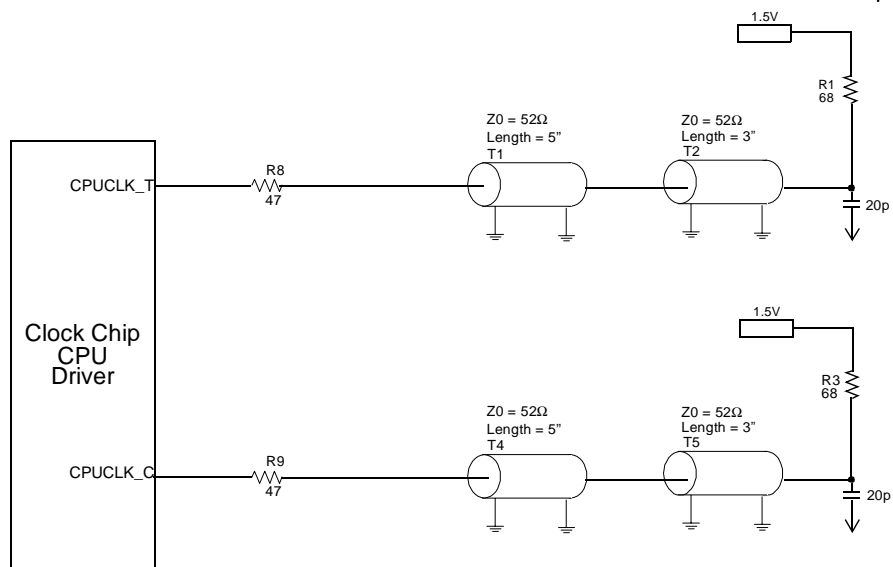 1.5V
R1
68
Z0 = 52Ω
Length = 5”
T1
Z0 = 52Ω
Length = 3”
T2
CPUCLK_T
R8
47
20p
Clock Chip
CPU
Driver
1.5V
R3
68
Z0 = 52Ω
Length = 5”
T4
Z0 = 52Ω
Length = 3”
T5
CPUCLK_C
R9
47
20p